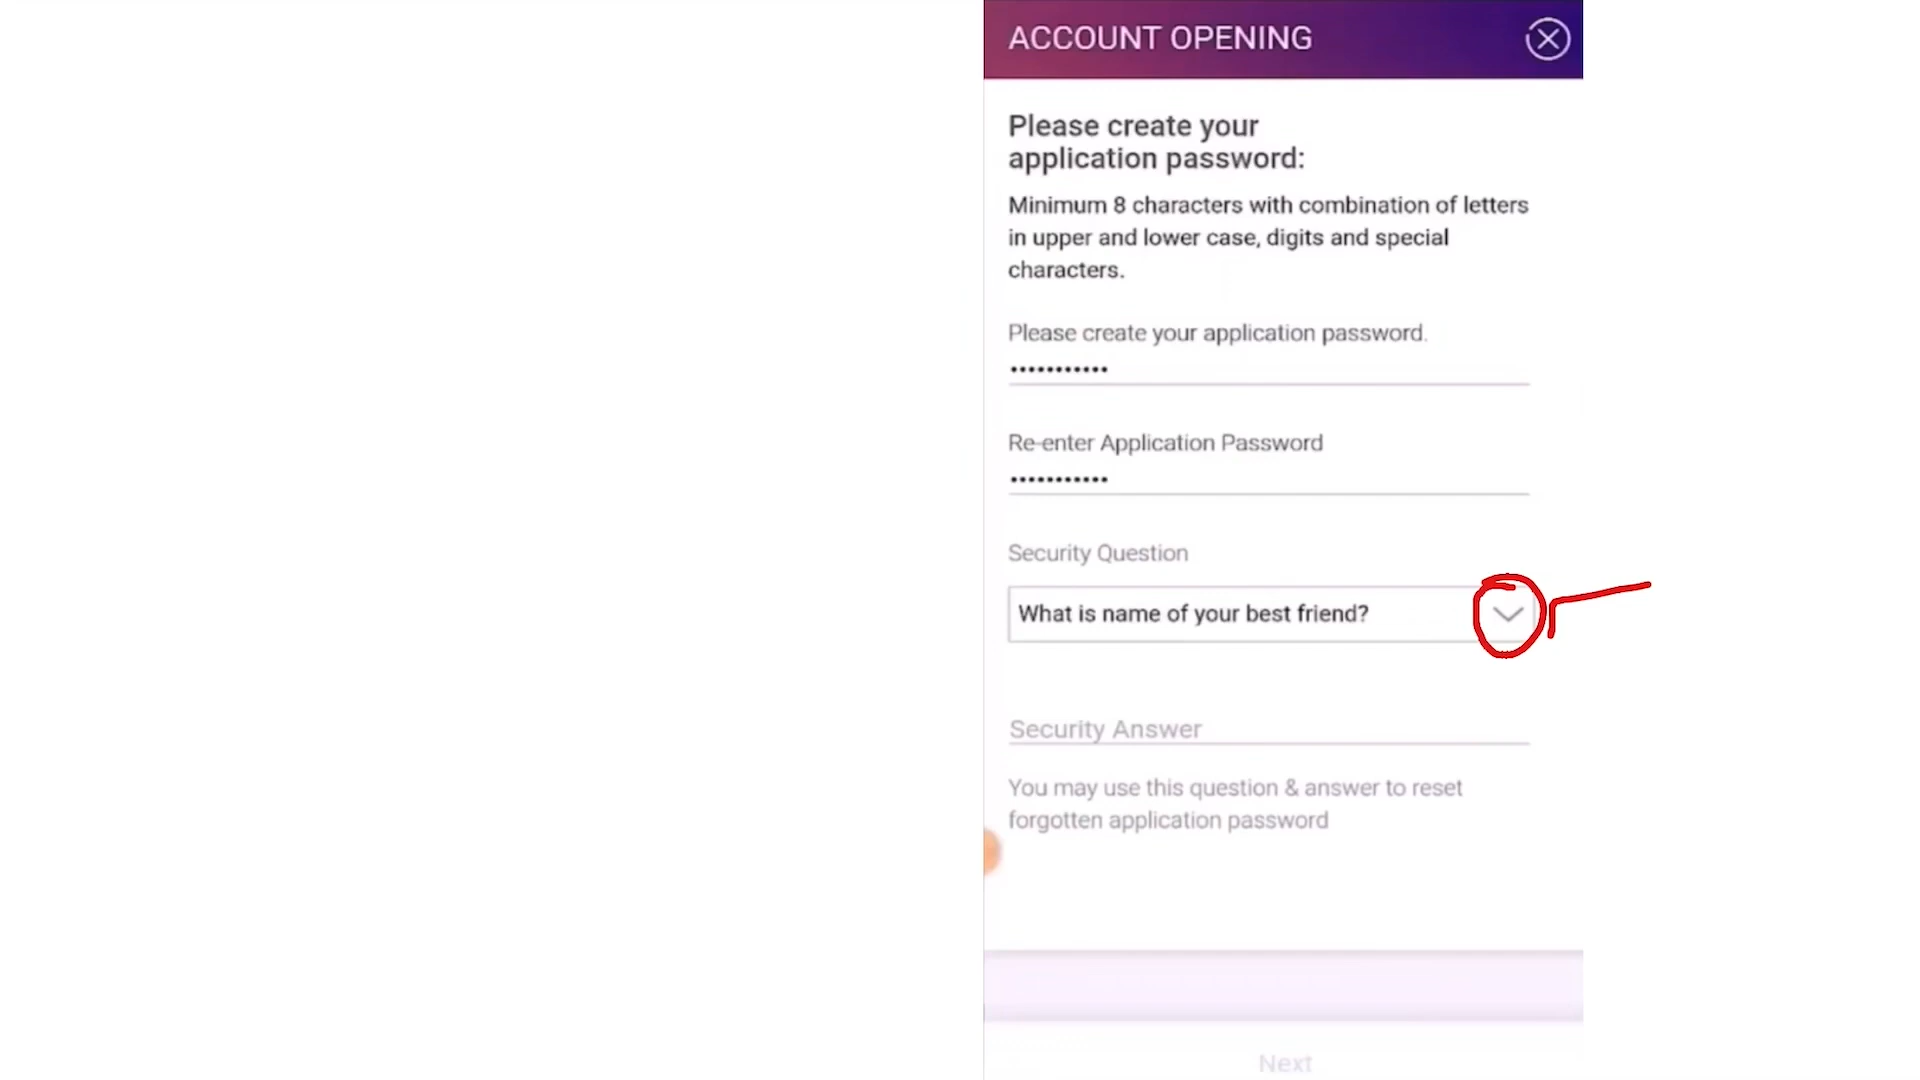 ACCOUNT OPENING
Please create your
application password:
Minimum 8 characters with combination of letters
in upper and lower case, digits and special
characters.
Please create your application password.
•••••••••••
Re-enter Application Password
•••••••••••
Security Question
What is name of your best friend?
Security Answer
You may use this question & answer to reset
forgotten application password
Next